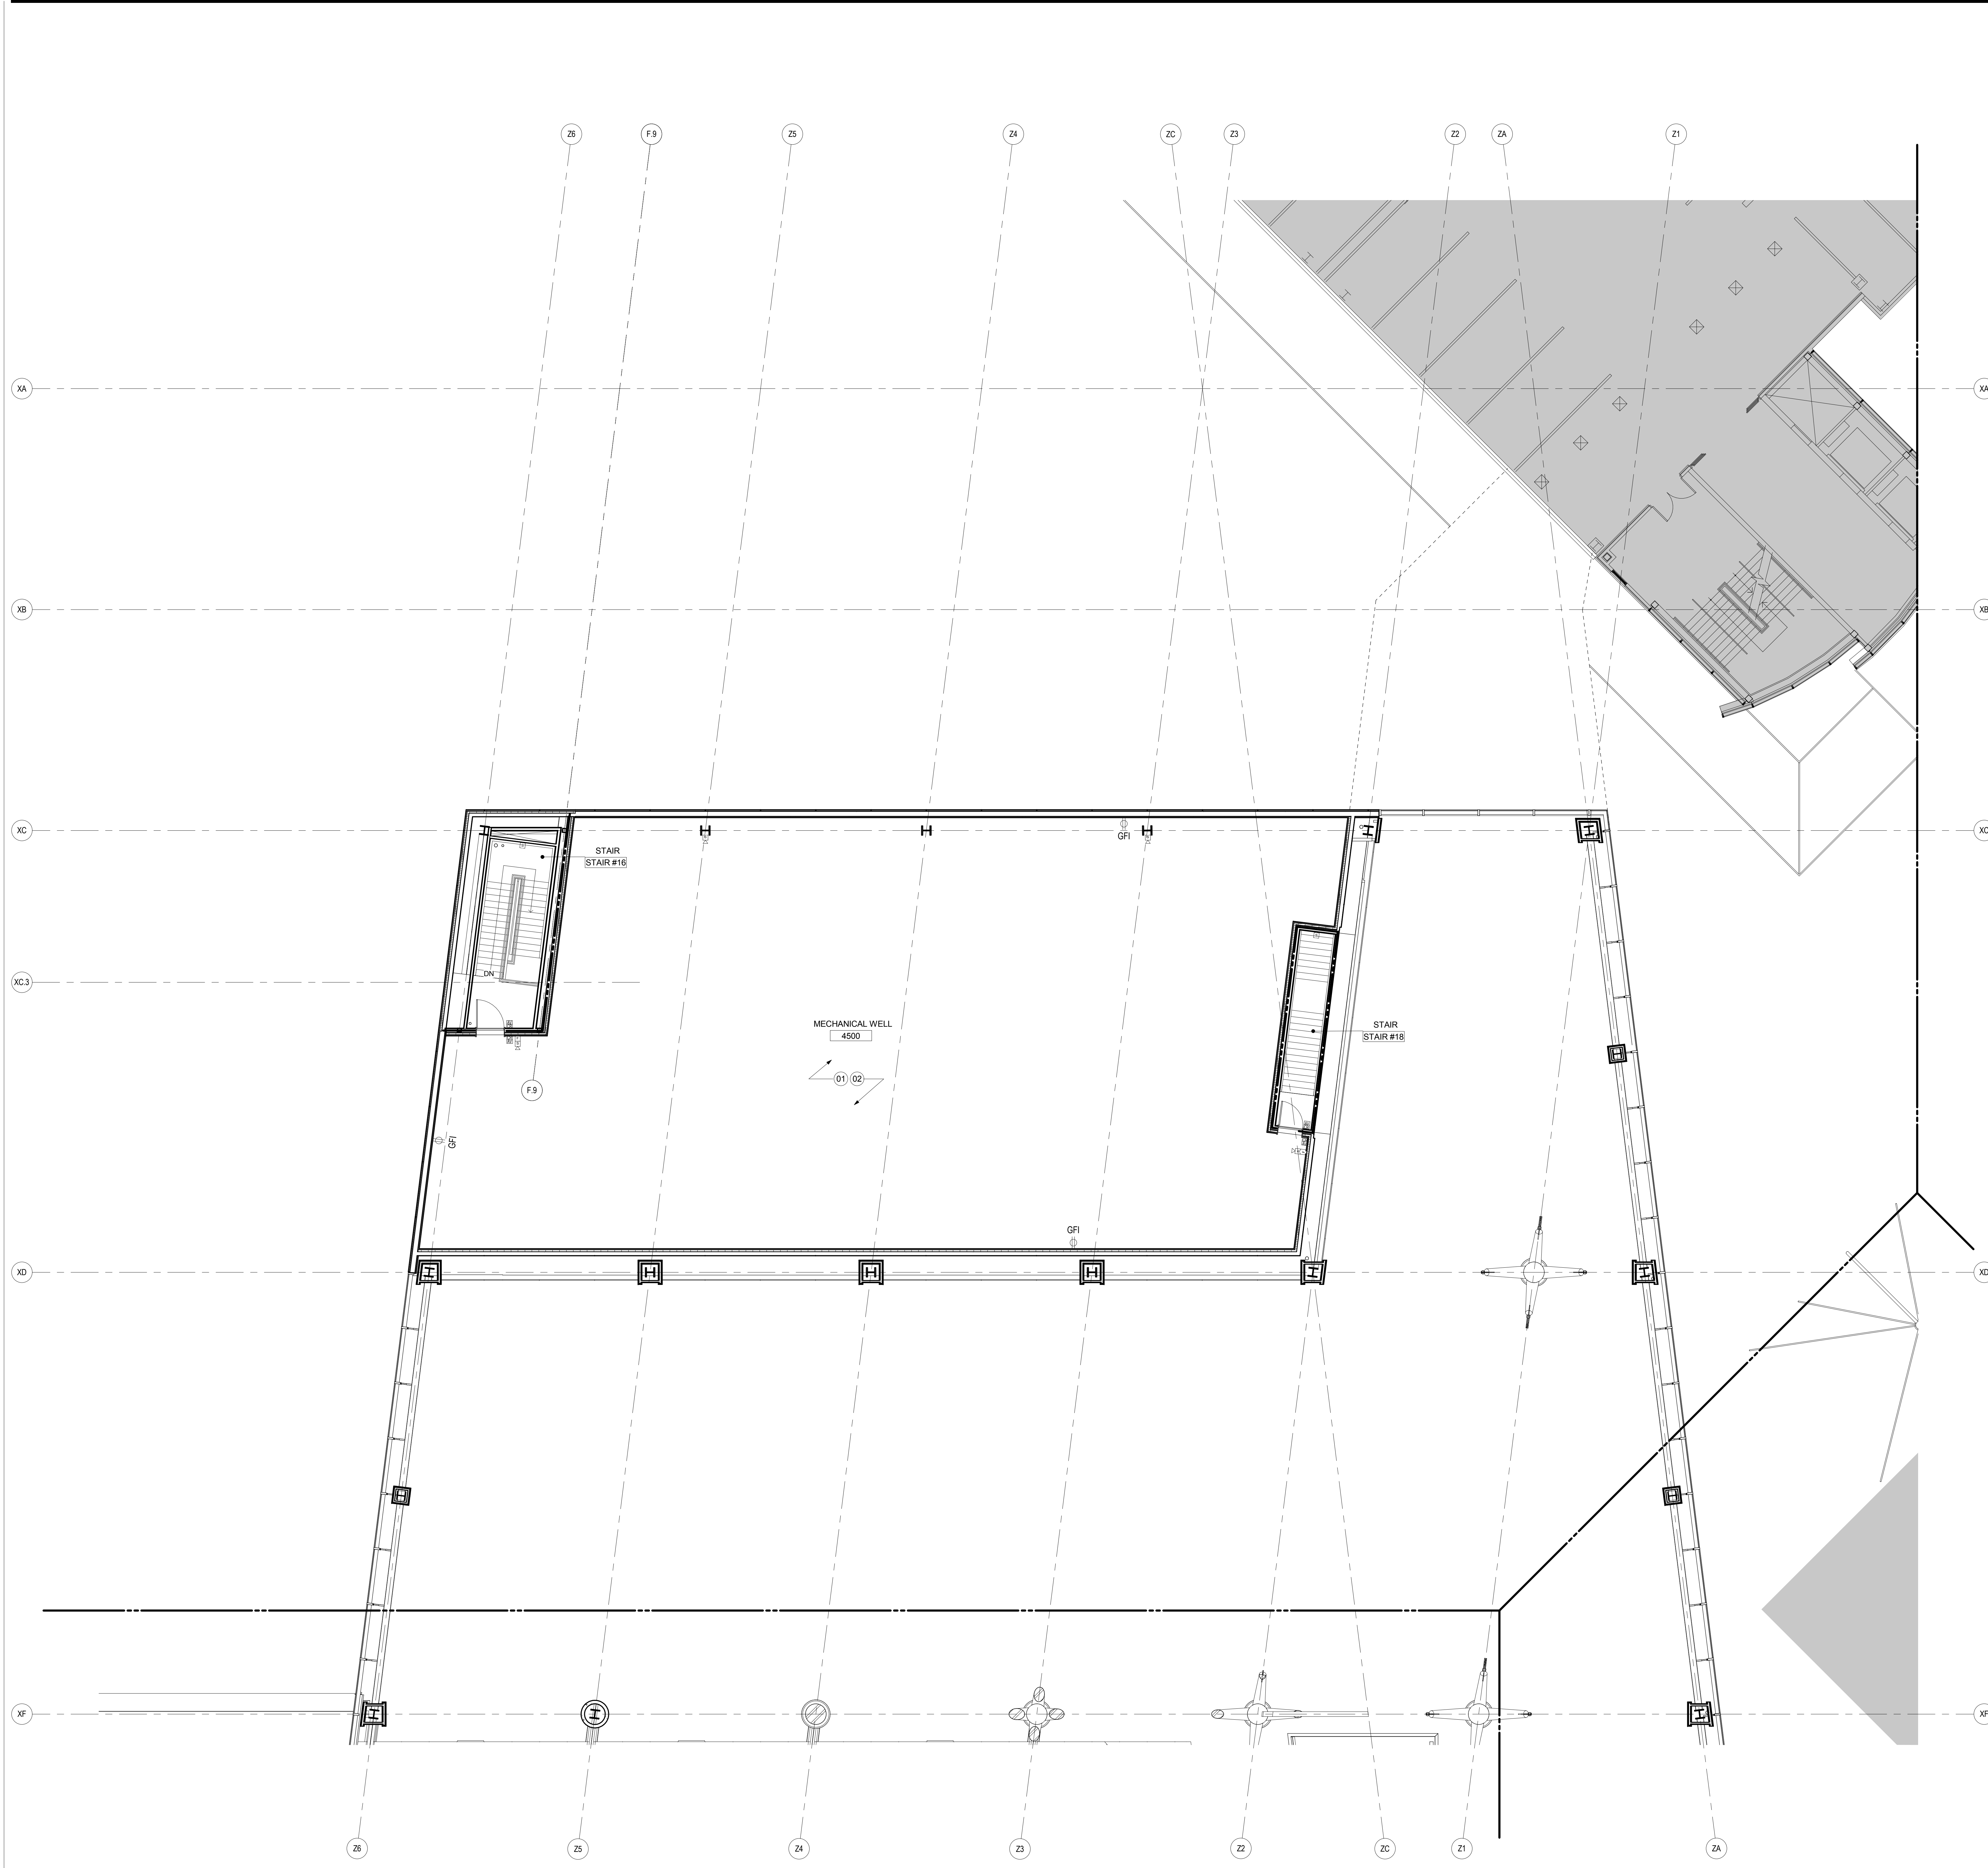 Z6
F.9
Z5
Z4
ZC
Z3
Z2
ZA
Z1
XA
XA
XB
XB
XC
XC
GFI
STAIR
STAIR #16
XC.3
DN
MECHANICAL WELL
4500
STAIR
STAIR #18
01 02
F.9
GFI
GFI
XD
XD
XF
XF
Z6
Z5
Z4
Z3
Z2
ZC
Z1
ZA